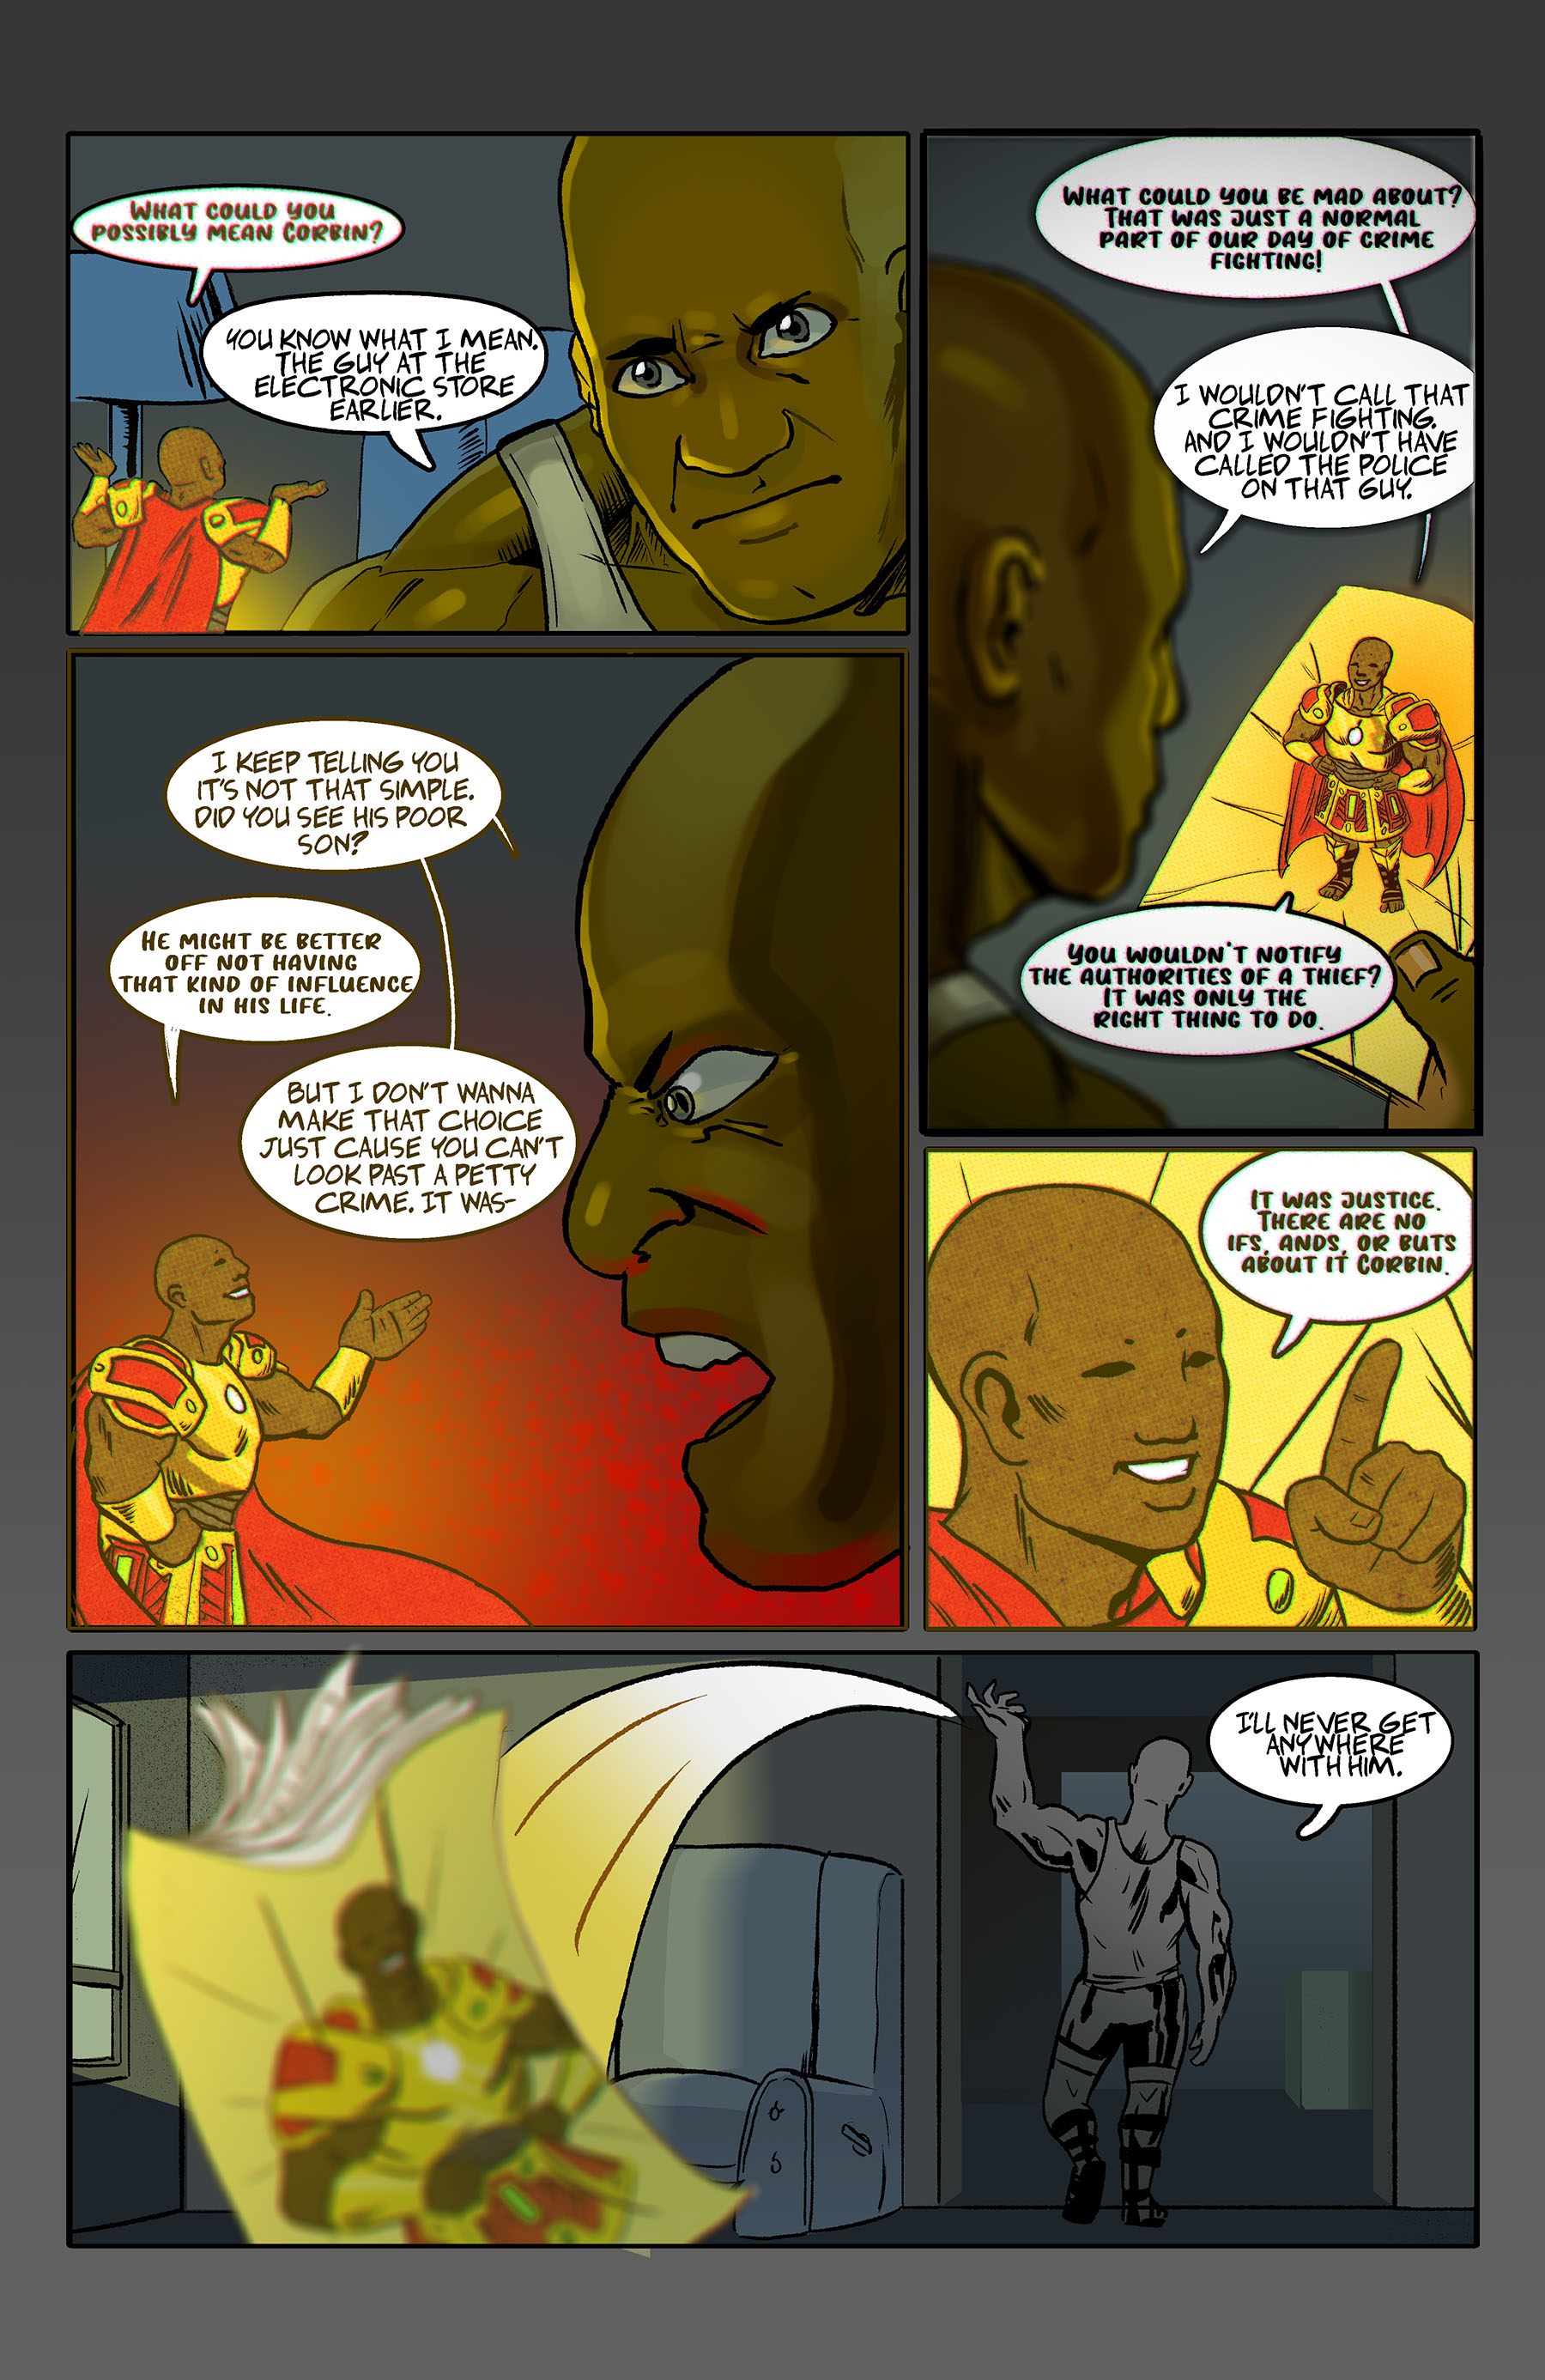 WHAT COULD YOU
POSSIBLY MEAN CORBIN?
YOU KNOW WHAT I MEAN.
THE GUY AT THE
ELECTRONIC STORE
EARLIER.
WHAT COULD YOU BE MAD ABOUT?
THAT WAS JUST A NORMAL
PART OF OUR DAY OF CRIME
FIGHTING!
I WOULDN'T CALL THAT
CRIME FIGHTING.
AND I WOULDN'T HAVE
CALLED THE POLICE
ON THAT GUY.
YOU WOULDN'T NOTIFY
THE AUTHORITIES OF A THIEF?
IT WAS ONLY THE
RIGHT THING TO DO.
I KEEP TELLING YOU
IT'S NOT THAT SIMPLE.
DID YOU SEE HIS POOR
SON?
HE MIGHT BE BETTER
OFF NOT HAVING
THAT KIND OF INFLUENCE
IN HIS LIFE.
BUT I DON'T WANNA
MAKE THAT CHOICE
JUST CAUSE YOU CAN'T
LOOK PAST A PETTY
CRIME. IT WAS-
IT WAS JUSTICE.
THERE ARE NO
IFS, ANDS, OR BUTS
ABOUT IT CORBIN.
I'LL NEVER GET
ANYWHERE
WITH HIM.